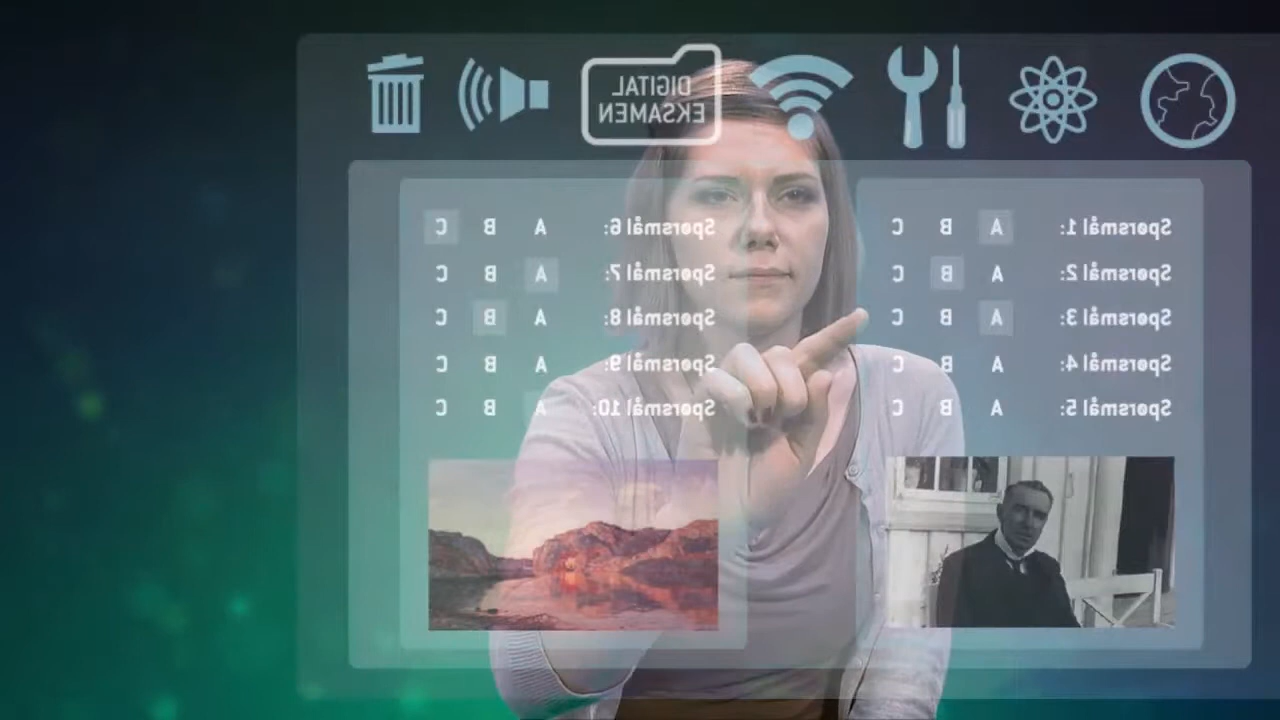 DIGITAL
EKSAMEN
Spørsmål 1: A B C
Spørsmål 2: A B C
Spørsmål 3: A B C
Spørsmål 4: A B C
Spørsmål 5: A B C
Spørsmål 6: A B C
Spørsmål 7: A B C
Spørsmål 8: A B C
Spørsmål 9: A B C
Spørsmål 10: A B C